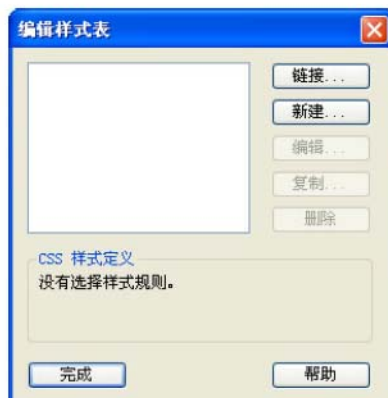 编辑样式表
链接...
新建...
编辑...
复制...
删除
CSS 样式定义
没有选择样式规则。
完成
帮助